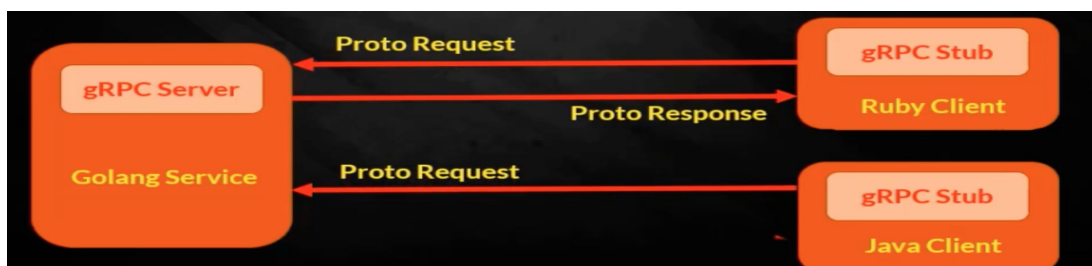 Proto Request
gRPC Stub
gRPC Server
Ruby Client
Proto Response
Golang Service
Proto Request
gRPC Stub
Java Client